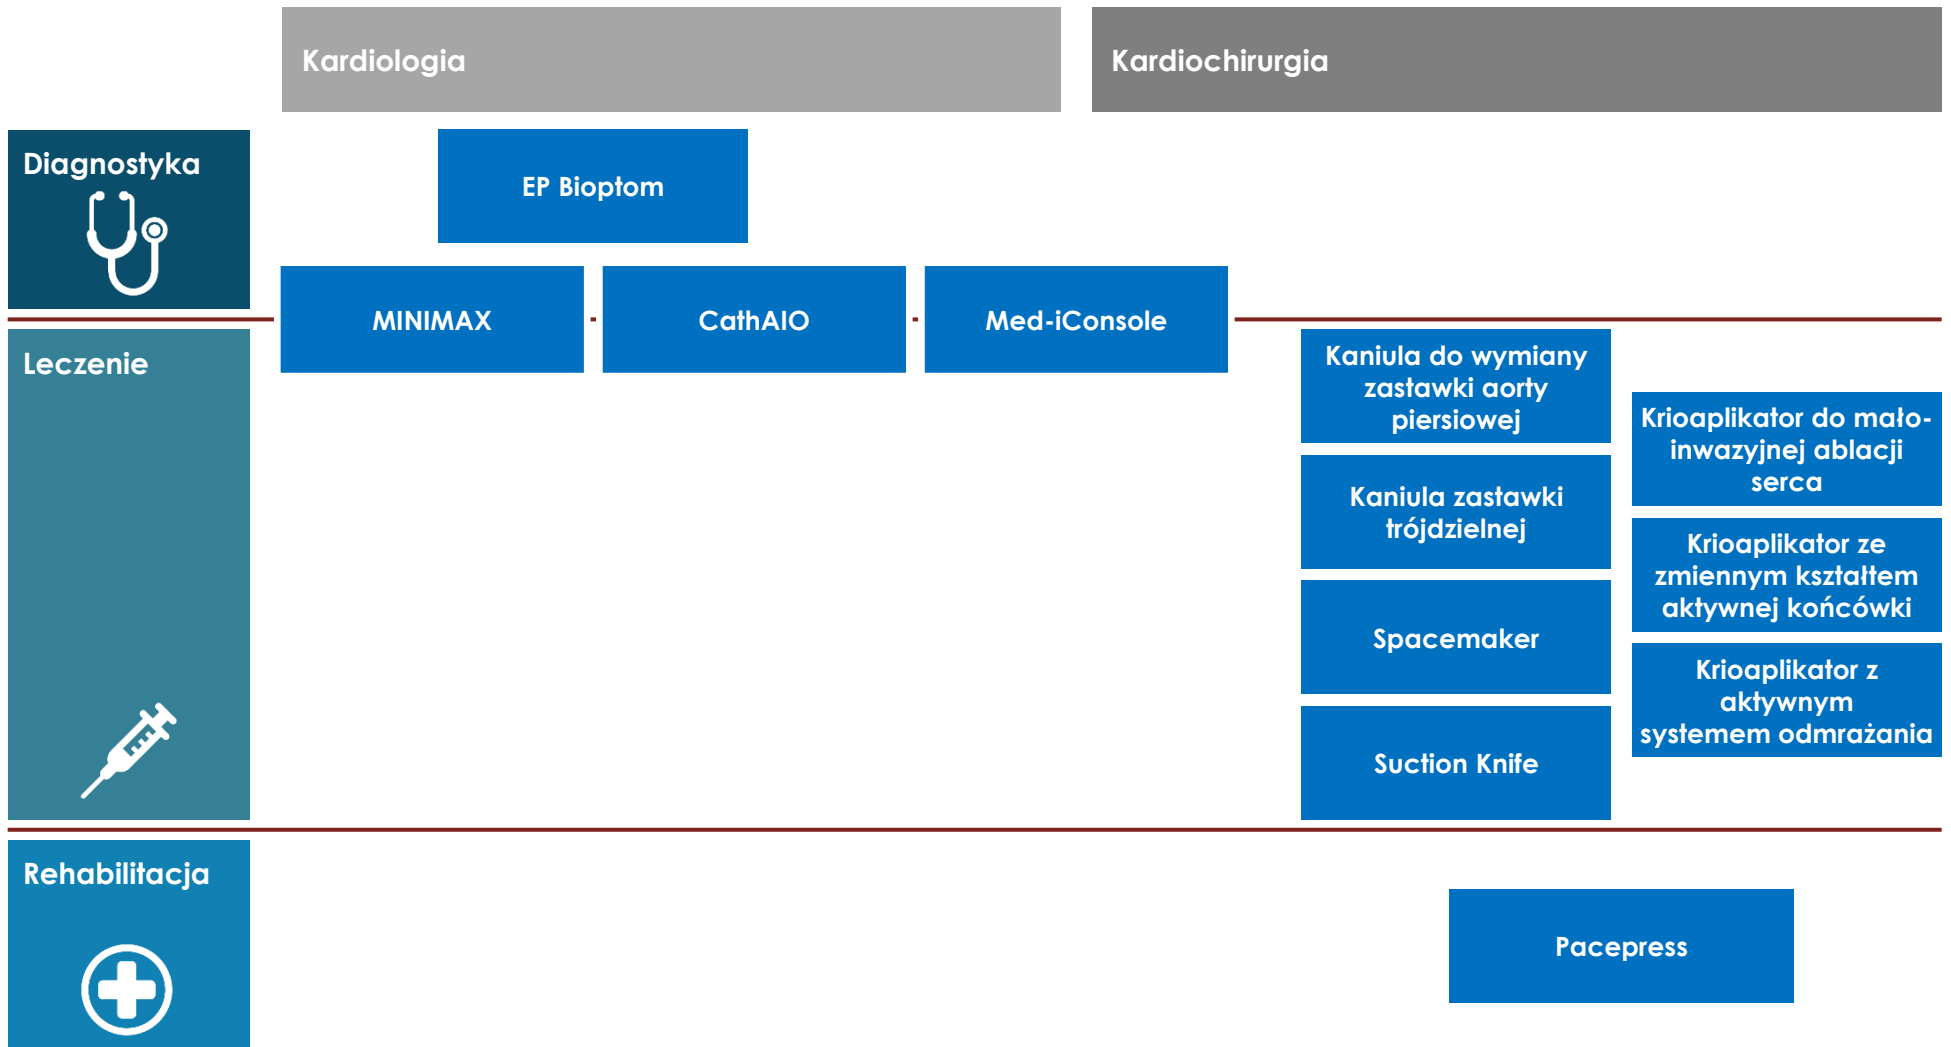 Kardiologia
Kardiochirurgia
Diagnostyka
EP Bioptom
MINIMAX
CathAIO
Med-iConsole
Leczenie
Kaniula do wymiany
zastawki aorty
piersiowej
Kaniula zastawki
trójdzielnej
Spacemaker
Suction Knife
Krioaplikator do mało-
inwazyjnej ablacji
serca
Krioaplikator ze
zmiennym kształtem
aktywnej końcówki
Krioaplikator z
aktywnym
systemem odmrażania
Rehabilitacja
Pacepress